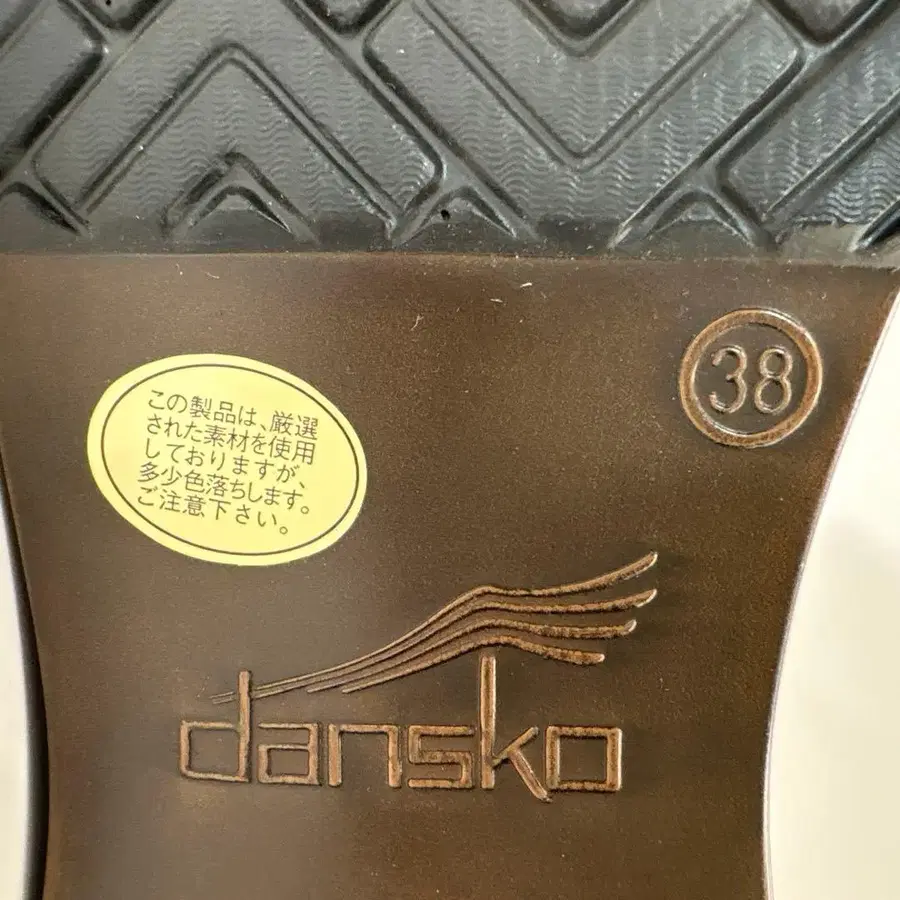 38
この製品は、厳選
された素材を使用
しておりますが、
多少色落ちします。
ご注意下さい。
dansko